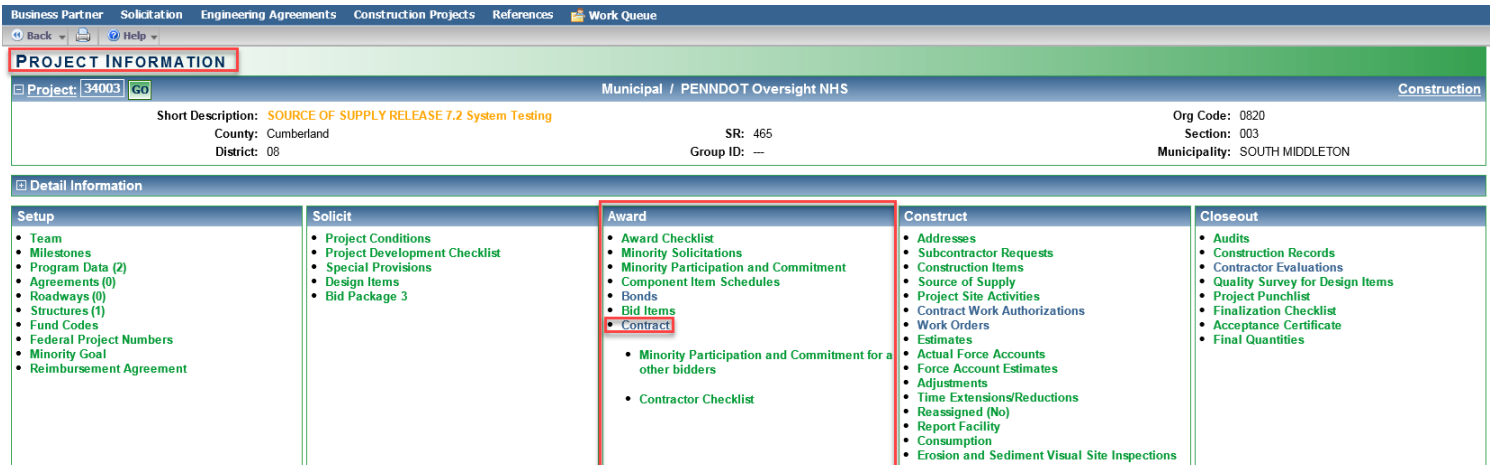 Business Partner Solicitation Engineering Agreements Construction Projects References Work Queue
Back Help
PROJECT INFORMATION
Project: 34003 GO Municipal / PENNDOT Oversight NHS Construction
Short Description: SOURCE OF SUPPLY RELEASE 7.2 System Testing Org Code: 0820
County: Cumberland SR: 465 Section: 003
District: 08 Group ID: --- Municipality: SOUTH MIDDLETON
Detail Information
Setup
Team
Milestones
Program Data (2)
Agreements (0)
Roadways (0)
Structures (1)
Fund Codes
Federal Project Numbers
Minority Goal
Reimbursement Agreement
Solicit
Project Conditions
Project Development Checklist
Special Provisions
Design Items
Bid Package 3
Award
Award Checklist
Minority Solicitations
Minority Participation and Commitment
Component Item Schedules
Bonds
Bid Items
Contract
Minority Participation and Commitment for a
other bidders
Contractor Checklist
Construct
Addresses
Subcontractor Requests
Construction Items
Source of Supply
Project Site Activities
Contract Work Authorizations
Work Orders
Estimates
Actual Force Accounts
Force Account Estimates
Adjustments
Time Extensions/Reductions
Reassigned (No)
Report Facility
Consumption
Erosion and Sediment Visual Site Inspections
Closeout
Audits
Construction Records
Contractor Evaluations
Quality Survey for Design Items
Project Punchlist
Finalization Checklist
Acceptance Certificate
Final Quantities